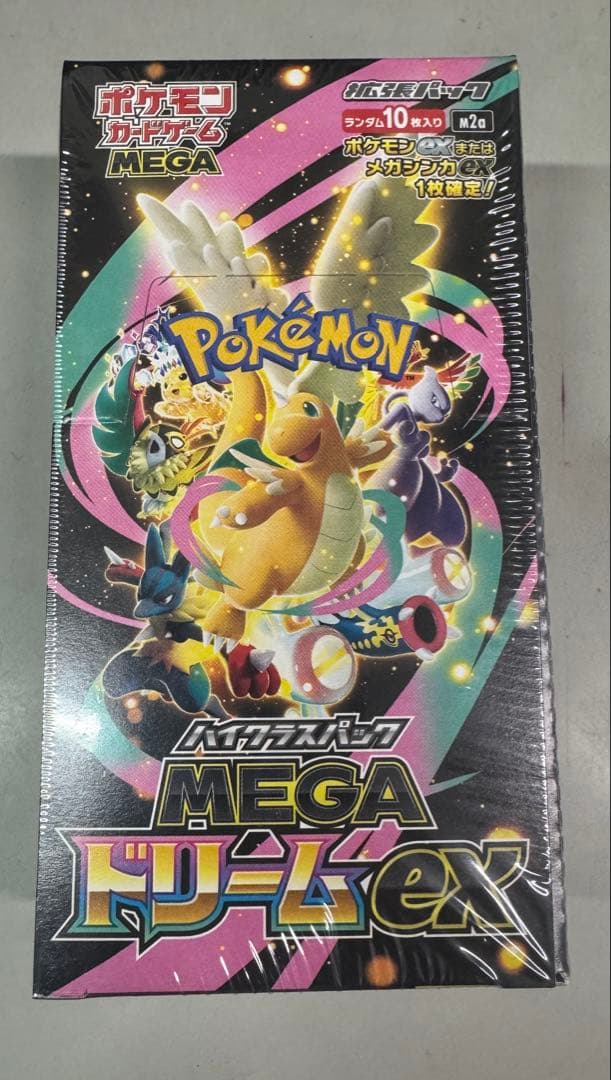 ポケモン
カードゲーム™
MEGA
拡張パック
ランダム10枚入り M2a
ポケモンexまたは
メガシンカex
1枚確定！
POKéMON™
ハイクラスパック
MEGA
ドリームex